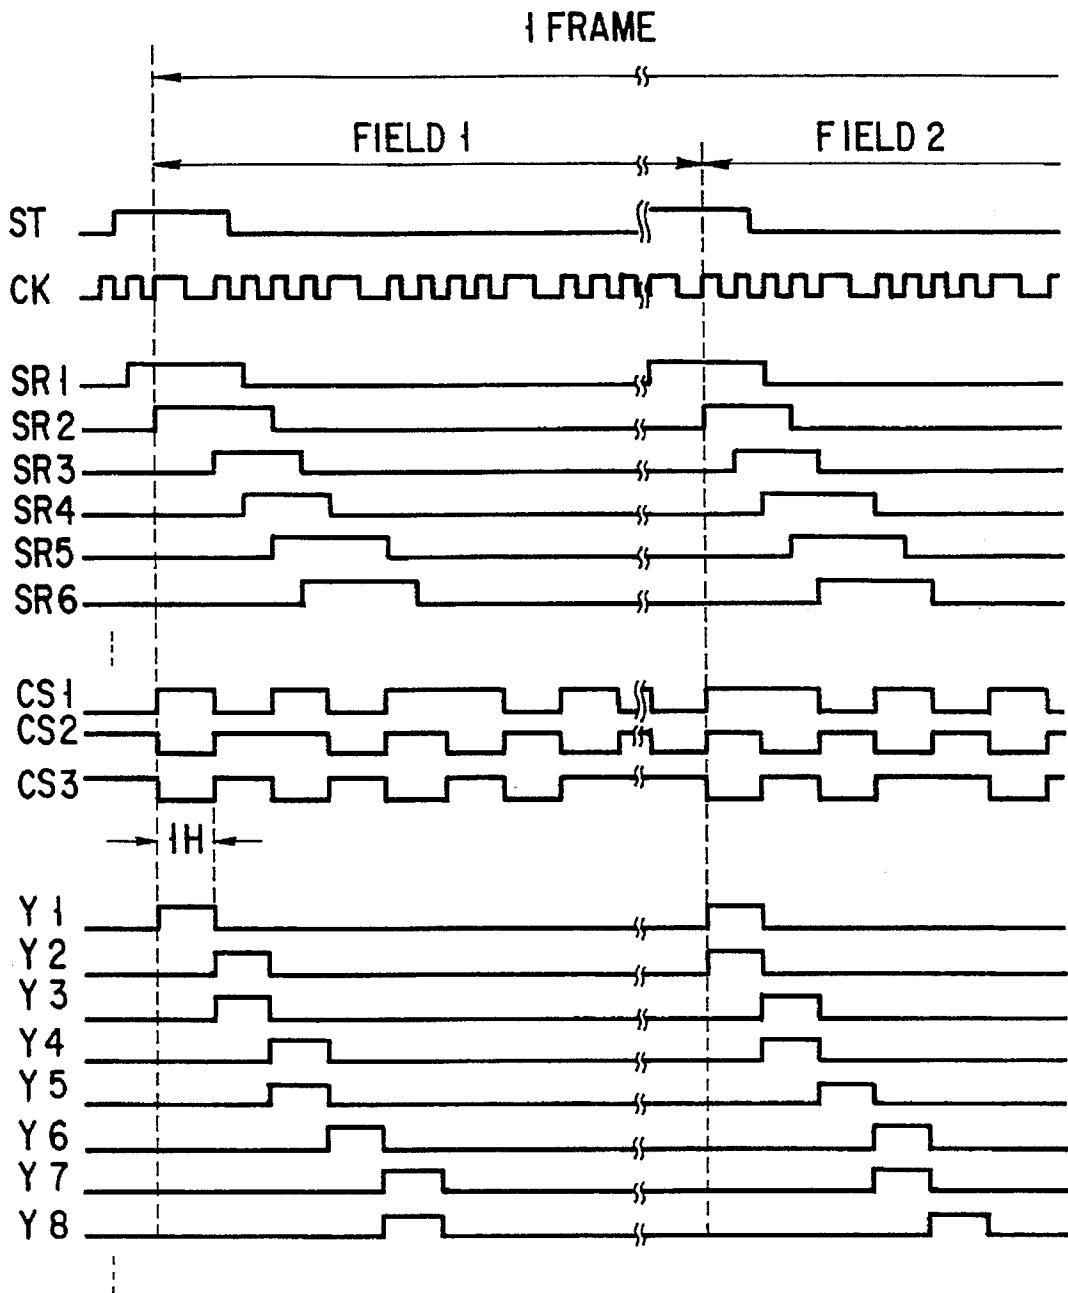 1 FRAME
FIELD 1
FIELD 2
ST
CK
SR1
SR2
SR3
SR4
SR5
SR6
CS1
CS2
CS3
1H
Y1
Y2
Y3
Y4
Y5
Y6
Y7
Y8